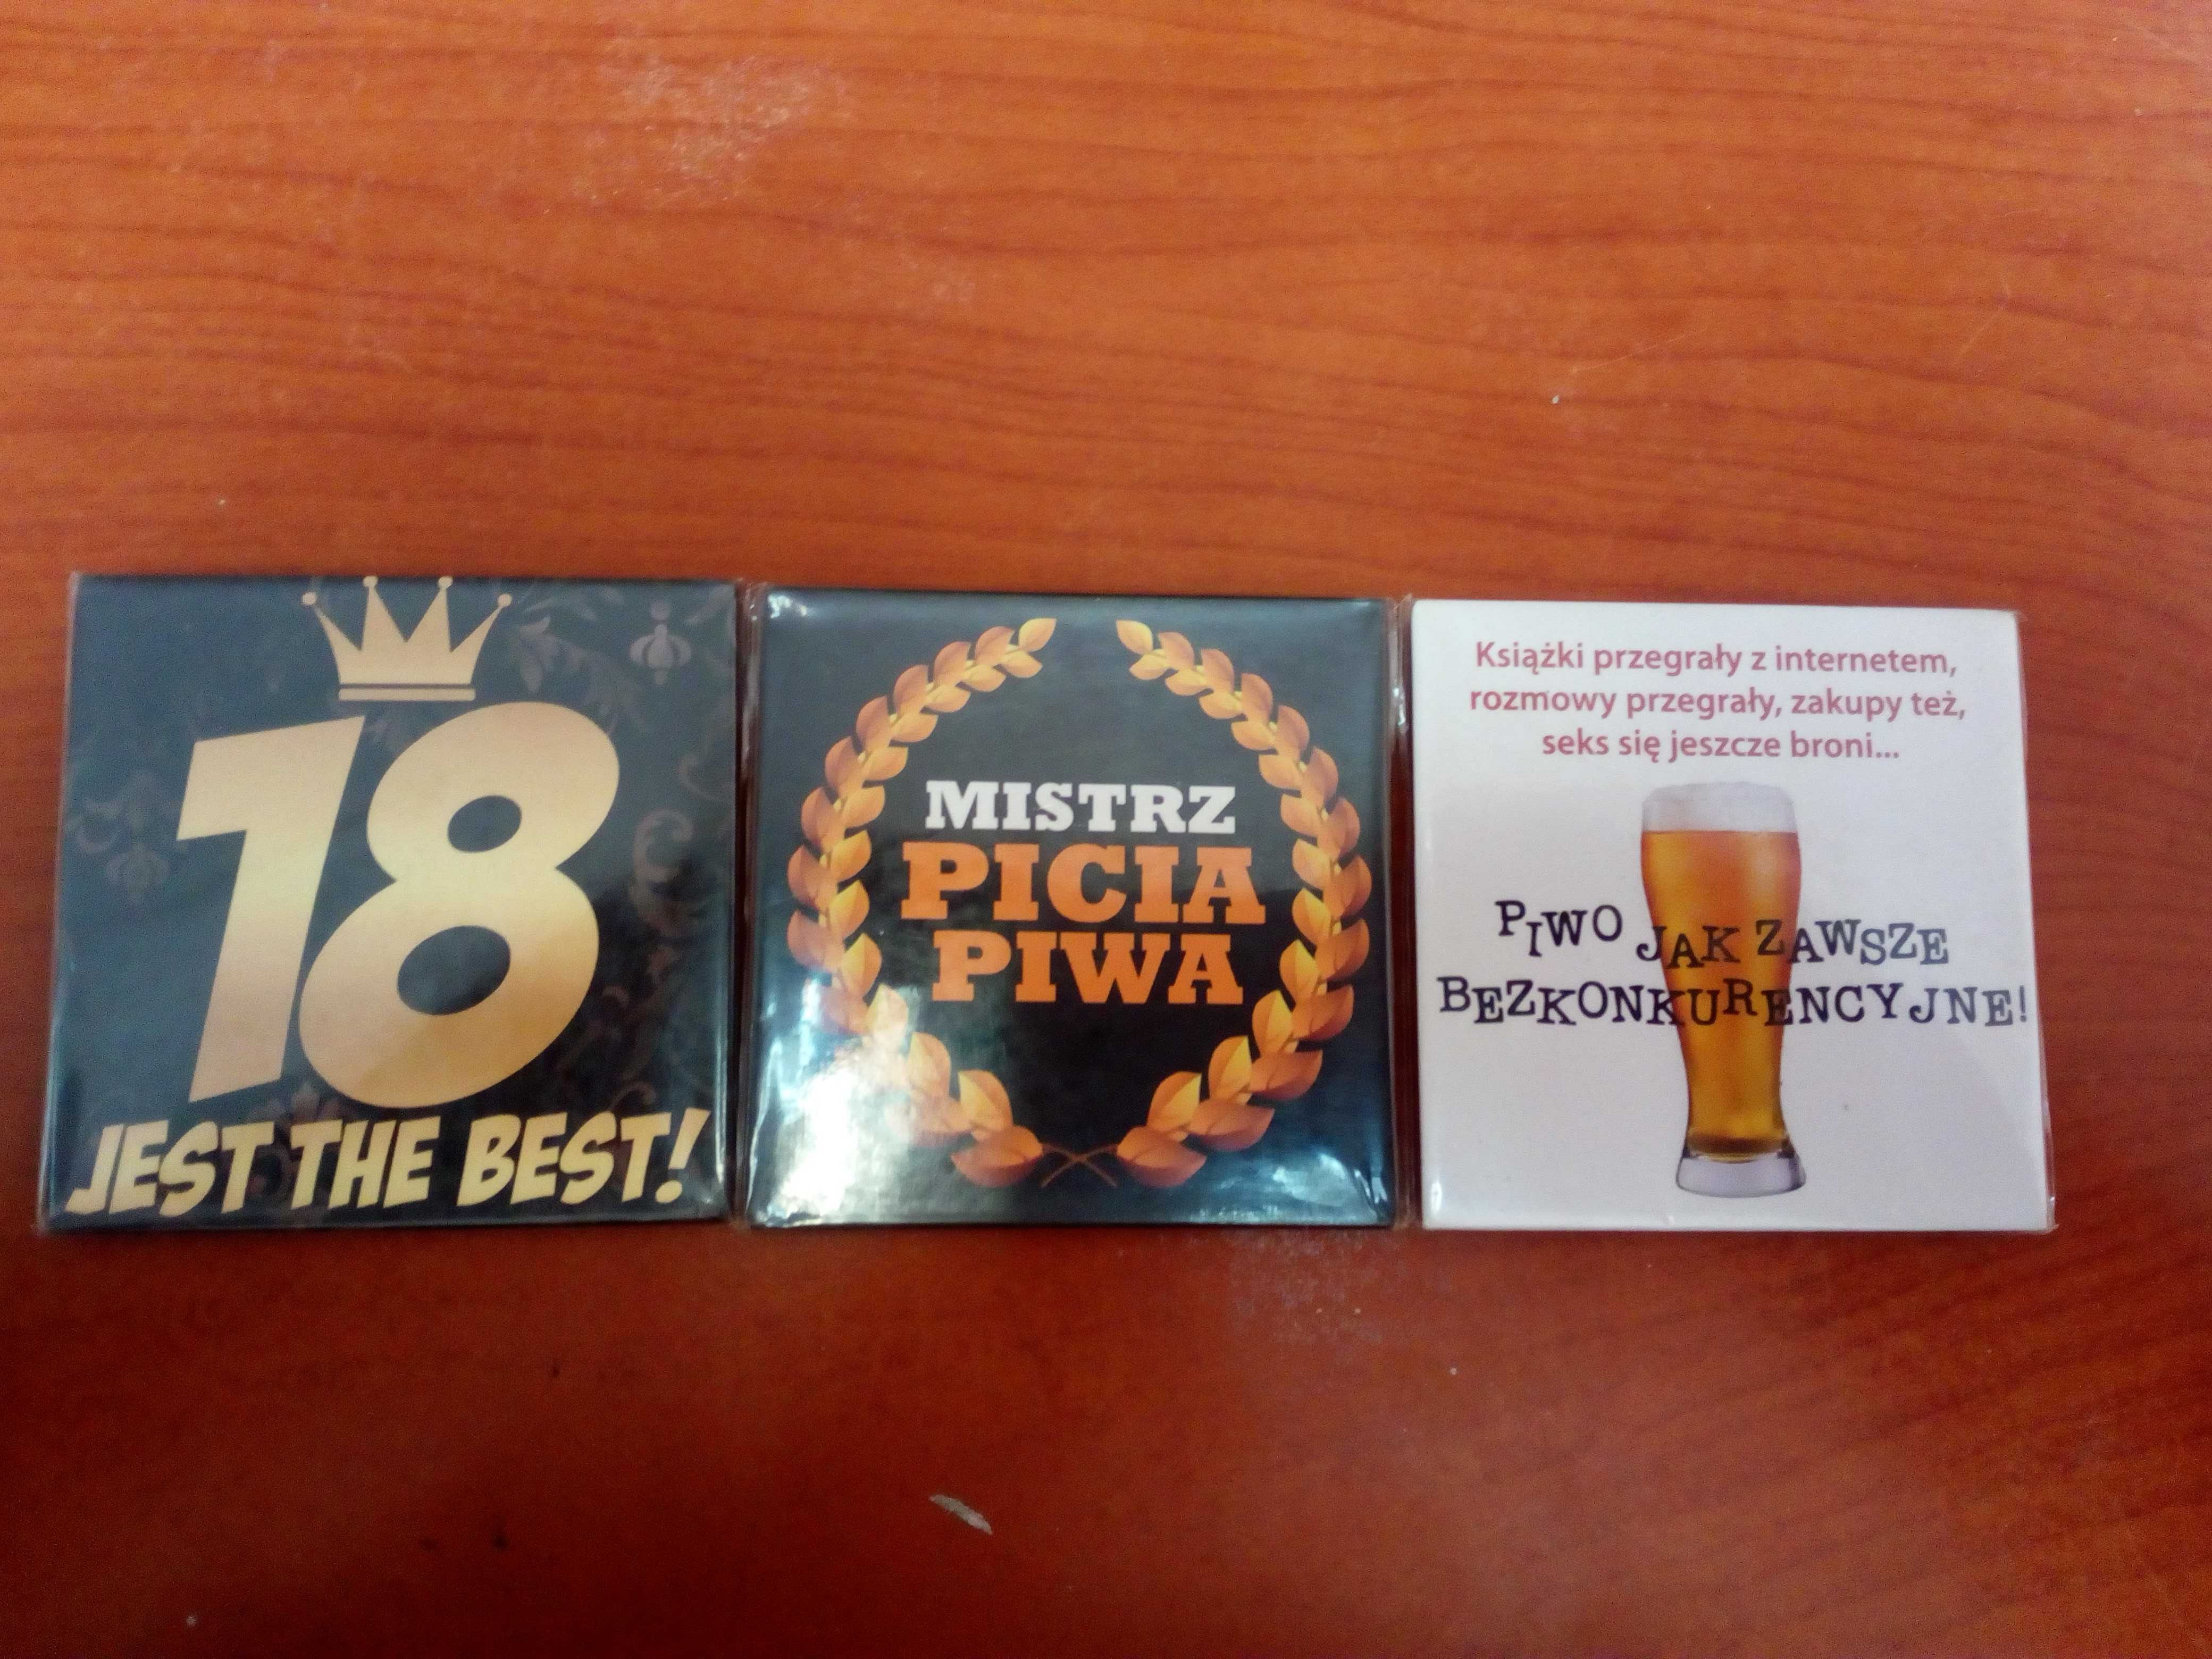 18
JEST THE BEST!
MISTRZ
PICIA
PIWA
Książki przegrały z internetem,
rozmowy przegrały, zakupy też,
seks się jeszcze broni...
PIWO JAK ZAWSZE
BEZKONKURENCYJNE!